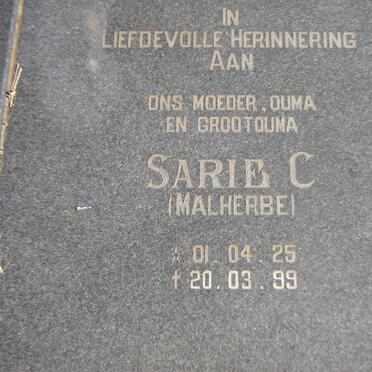 IN
LIEFDEVOLLE HERINNERING
AAN
ONS MOEDER, OUMA
EN GROOTOUMA
SARIE C
(MALHERBE)
* 01. 04. 25
† 20. 03. 99